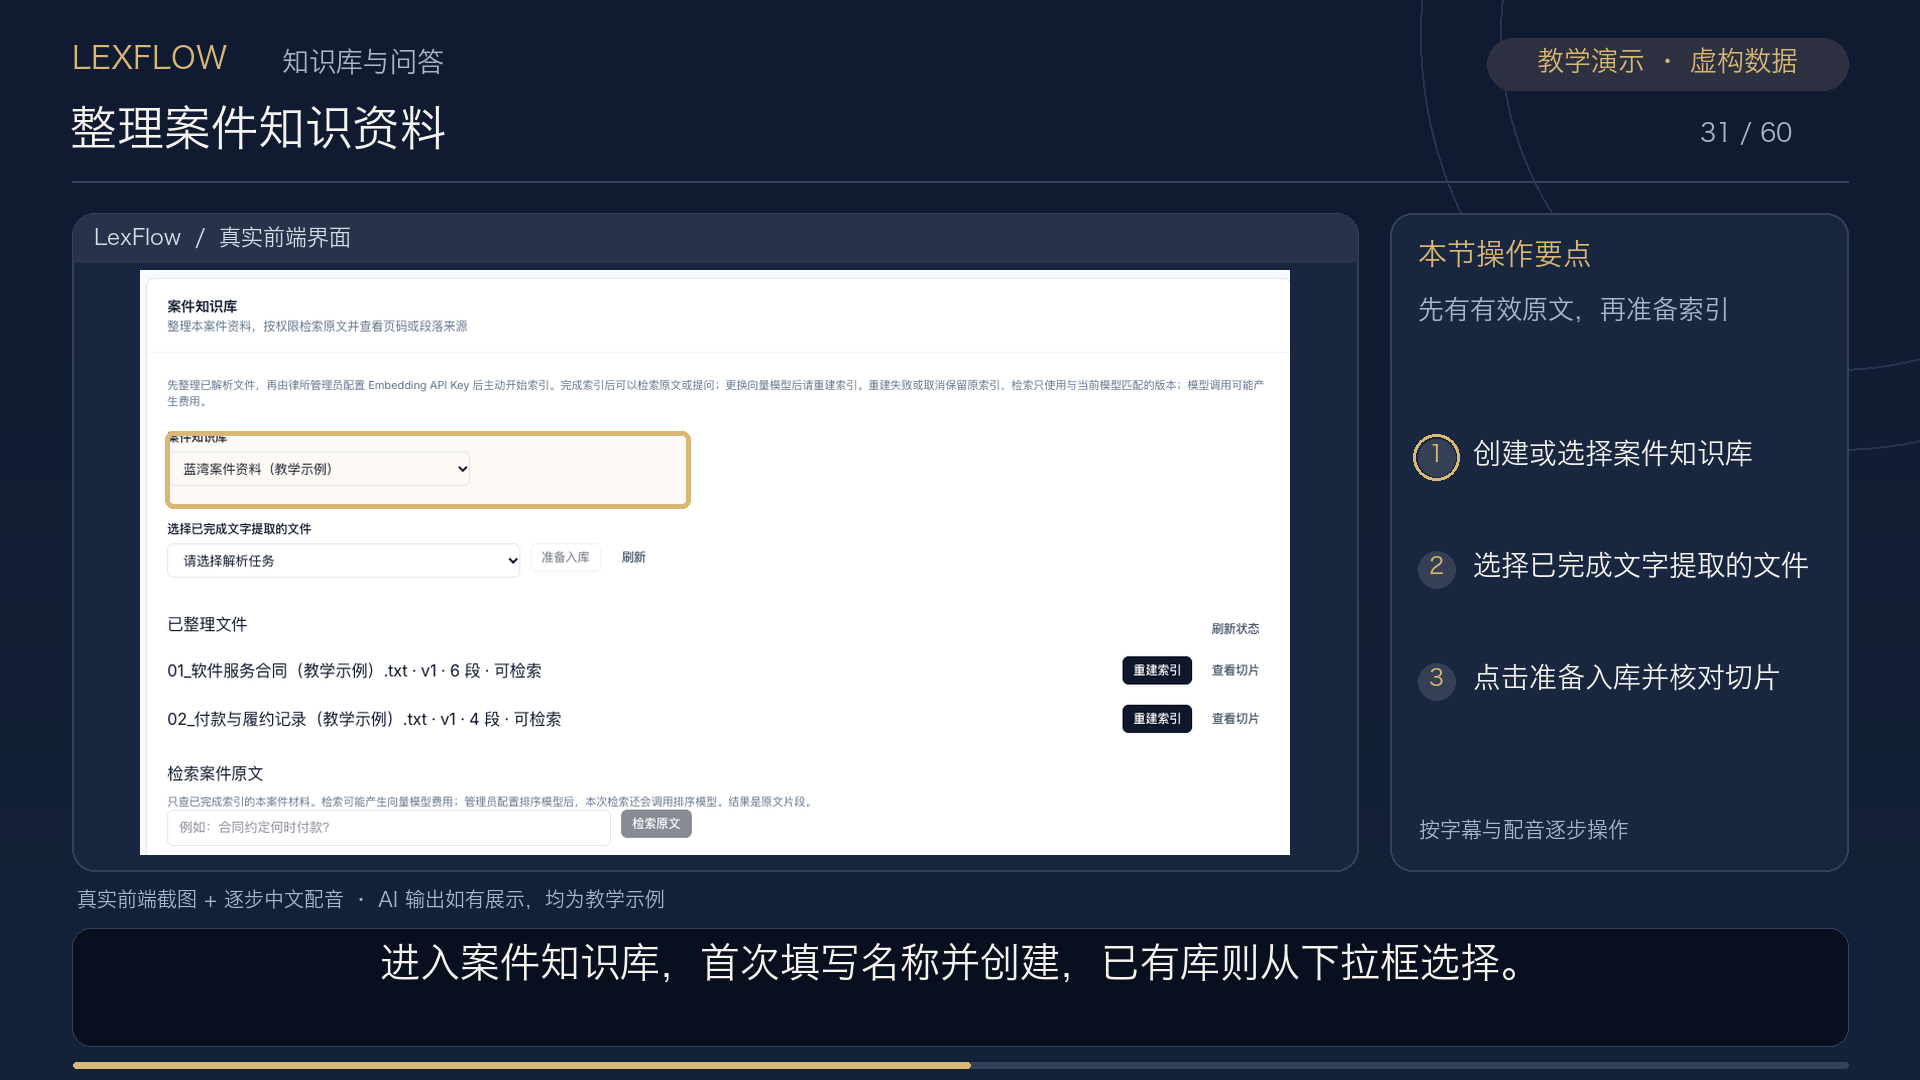 LEXFLOW 知识库与问答
教学演示 · 虚构数据
整理案件知识资料
31 / 60
LexFlow / 真实前端界面
案件知识库
整理本案件资料，按权限检索原文并查看页码或段落来源
先整理已解析文件，再由律所管理员配置 Embedding API Key 后主动开始索引。完成索引后可以检索原文或提问；更换向量模型后请重建索引。重建失败或取消保留原索引，检索只使用与当前模型匹配的版本；模型调用可能产
生费用。
案件知识库
蓝湾案件资料（教学示例）
选择已完成文字提取的文件
请选择解析任务 准备入库 刷新
已整理文件 刷新状态
01_软件服务合同（教学示例）.txt · v1 · 6 段 · 可检索 重建索引 查看切片
02_付款与履约记录（教学示例）.txt · v1 · 4 段 · 可检索 重建索引 查看切片
检索案件原文
只查已完成索引的本案件材料。检索可能产生向量模型费用；管理员配置排序模型后，本次检索还会调用排序模型。结果是原文片段。
例如：合同约定何时付款? 检索原文
本节操作要点
先有有效原文，再准备索引
1 创建或选择案件知识库
2 选择已完成文字提取的文件
3 点击准备入库并核对切片
按字幕与配音逐步操作
真实前端截图 + 逐步中文配音 · AI 输出如有展示，均为教学示例
进入案件知识库，首次填写名称并创建，已有库则从下拉框选择。